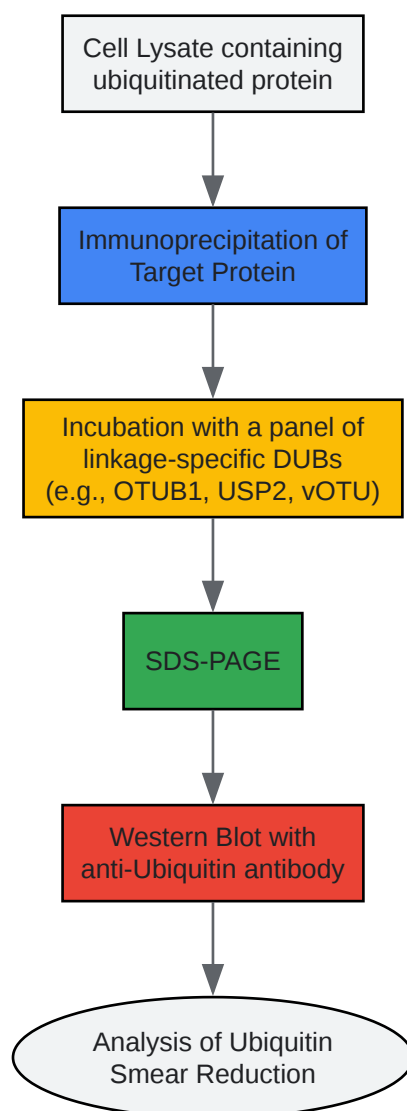 Cell Lysate containing
ubiquitinated protein
Immunoprecipitation of
Target Protein
Incubation with a panel of
linkage-specific DUBs
(e.g., OTUB1, USP2, vOTU)
SDS-PAGE
Western Blot with
anti-Ubiquitin antibody
Analysis of Ubiquitin
Smear Reduction